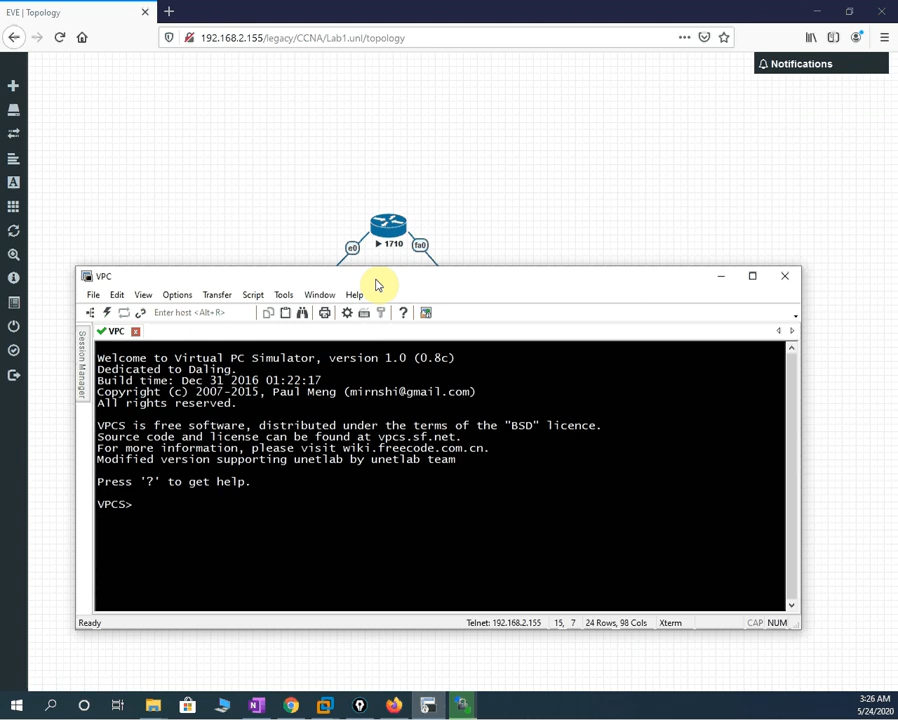 EVE | Topology
192.168.2.155/legacy/CCNA/Lab1.unl/topology
Notifications
e0
fa0
1710
VPC
File Edit View Options Transfer Script Tools Window Help
Enter host <Alt+R>
VPC
Session Manager
Welcome to Virtual PC Simulator, version 1.0 (0.8c)
Dedicated to Daling.
Build time: Dec 31 2016 01:22:17
Copyright (c) 2007-2015, Paul Meng (mirnshi@gmail.com)
All rights reserved.
VPCS is free software, distributed under the terms of the "BSD" licence.
Source code and license can be found at vpcs.sf.net.
For more information, please visit wiki.freecode.com.cn.
Modified version supporting unetlab by unetlab team
Press '?' to get help.
VPCS>
Ready Telnet: 192.168.2.155 15, 7 24 Rows, 98 Cols Xterm CAP NUM
3:26 AM
5/24/2020